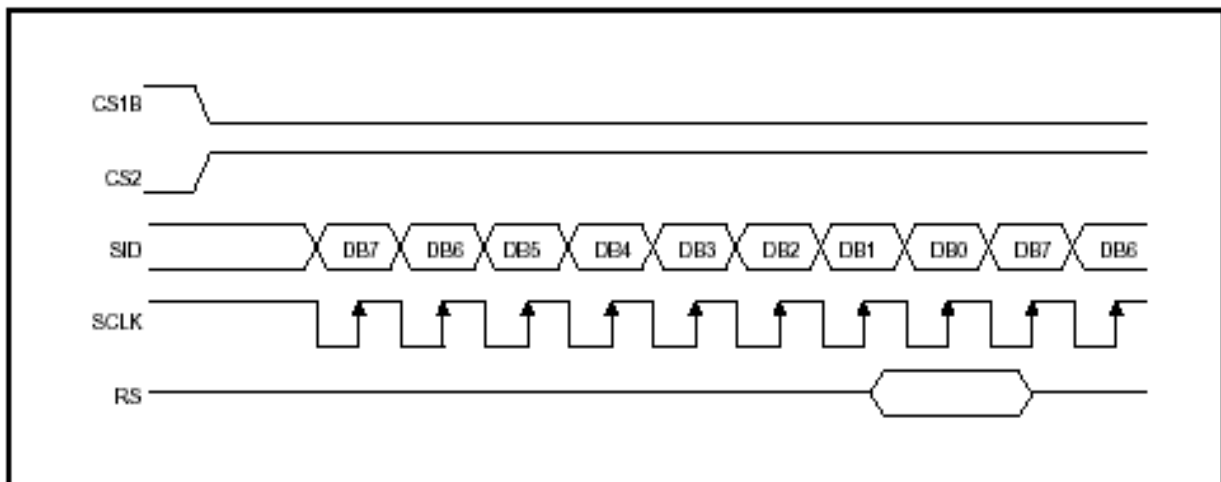 CS1B
CS2
SID DB7 DB6 DB5 DB4 DB3 DB2 DB1 DB0 DB7 DB6
SCLK
RS